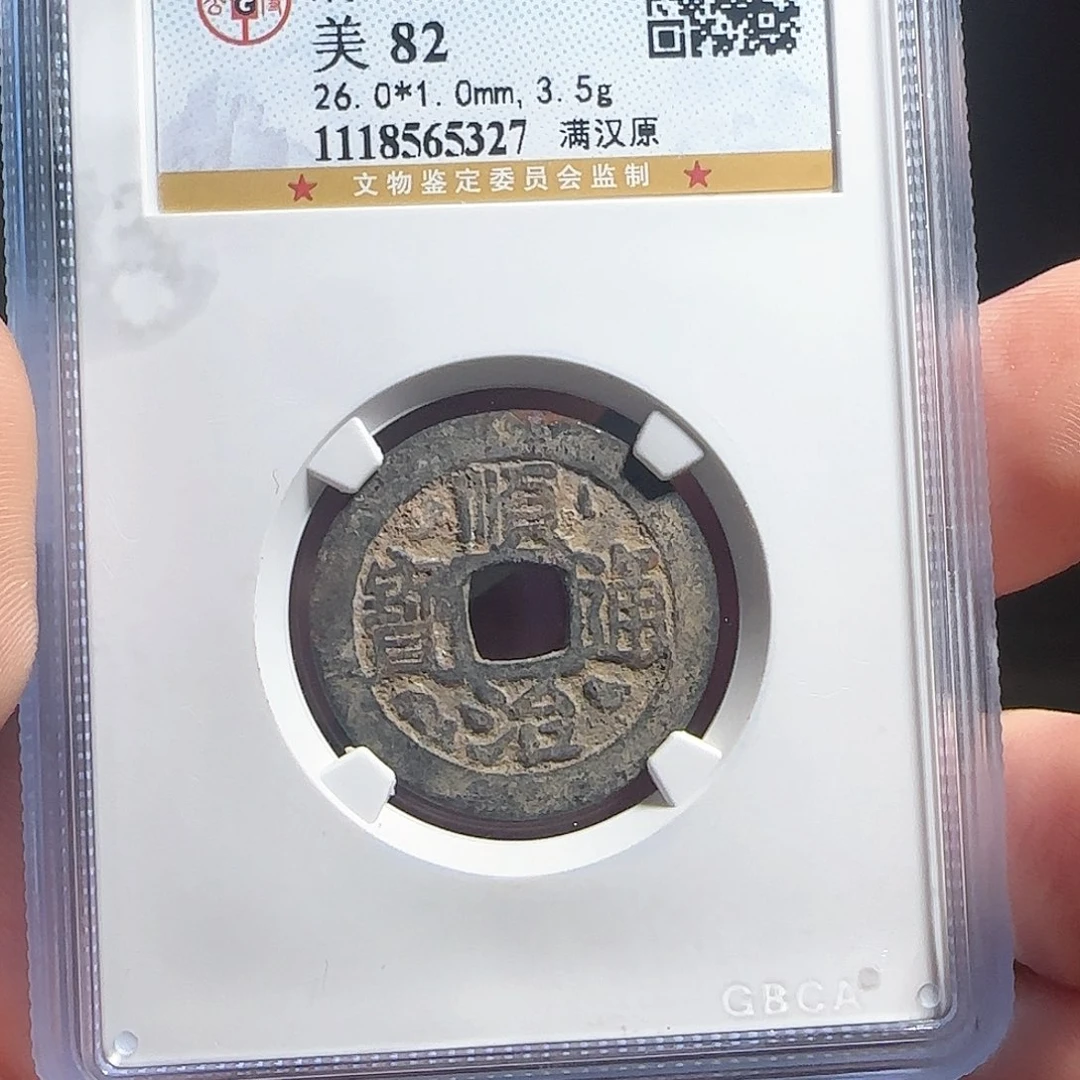 美 82
26.0*1.0mm, 3.5g
1118565327 满汉原
文物鉴定委员会监制
順
寶 通
治
GBCA